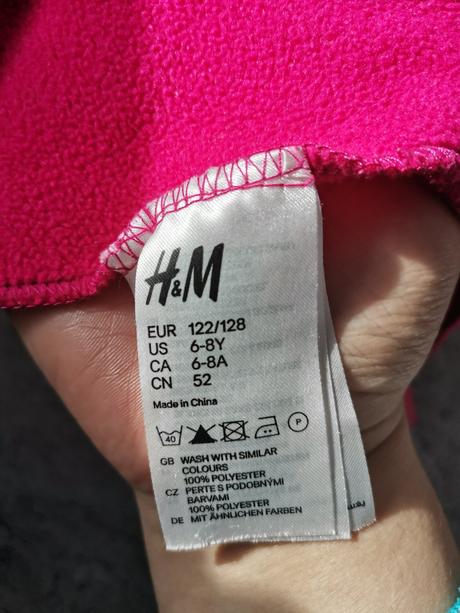 H&M
EUR 122/128
US 6-8Y
CA 6-8A
CN 52
Made in China
40 P
GB WASH WITH SIMILAR
COLOURS
100% POLYESTER
CZ PERTE S PODOBNÝMI
BARVAMI
100% POLYESTER
DE MIT ÄHNLICHEN FARBEN